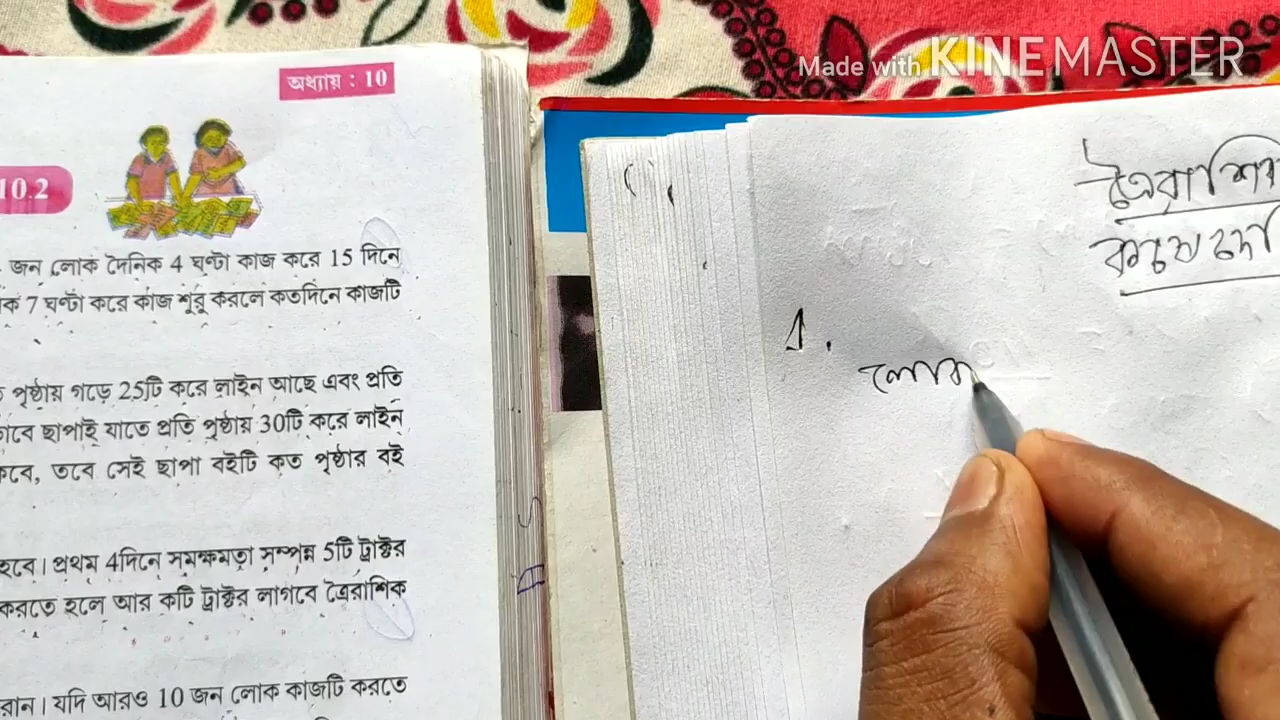 Made with KINEMASTER
অধ্যায় : 10
10.2
জন লোক দৈনিক 4 ঘণ্টা কাজ করে 15 দিনে
ক 7 ঘণ্টা করে কাজ শুরু করলে কতদিনে কাজটি
পৃষ্ঠায় গড়ে 25টি করে লাইন আছে এবং প্রতি
ভাবে ছাপাই যাতে প্রতি পৃষ্ঠায় 30টি করে লাইন
কবে, তবে সেই ছাপা বইটি কত পৃষ্ঠার বই
হবে। প্রথম 4দিনে সমক্ষমতা সম্পন্ন 5টি ট্রাক্টর
করতে হলে আর কটি ট্রাক্টর লাগবে ত্রৈরাশিক
রান। যদি আরও 10 জন লোক কাজটি করতে
ত্রৈরাশি
কষে দে
1.
লোক